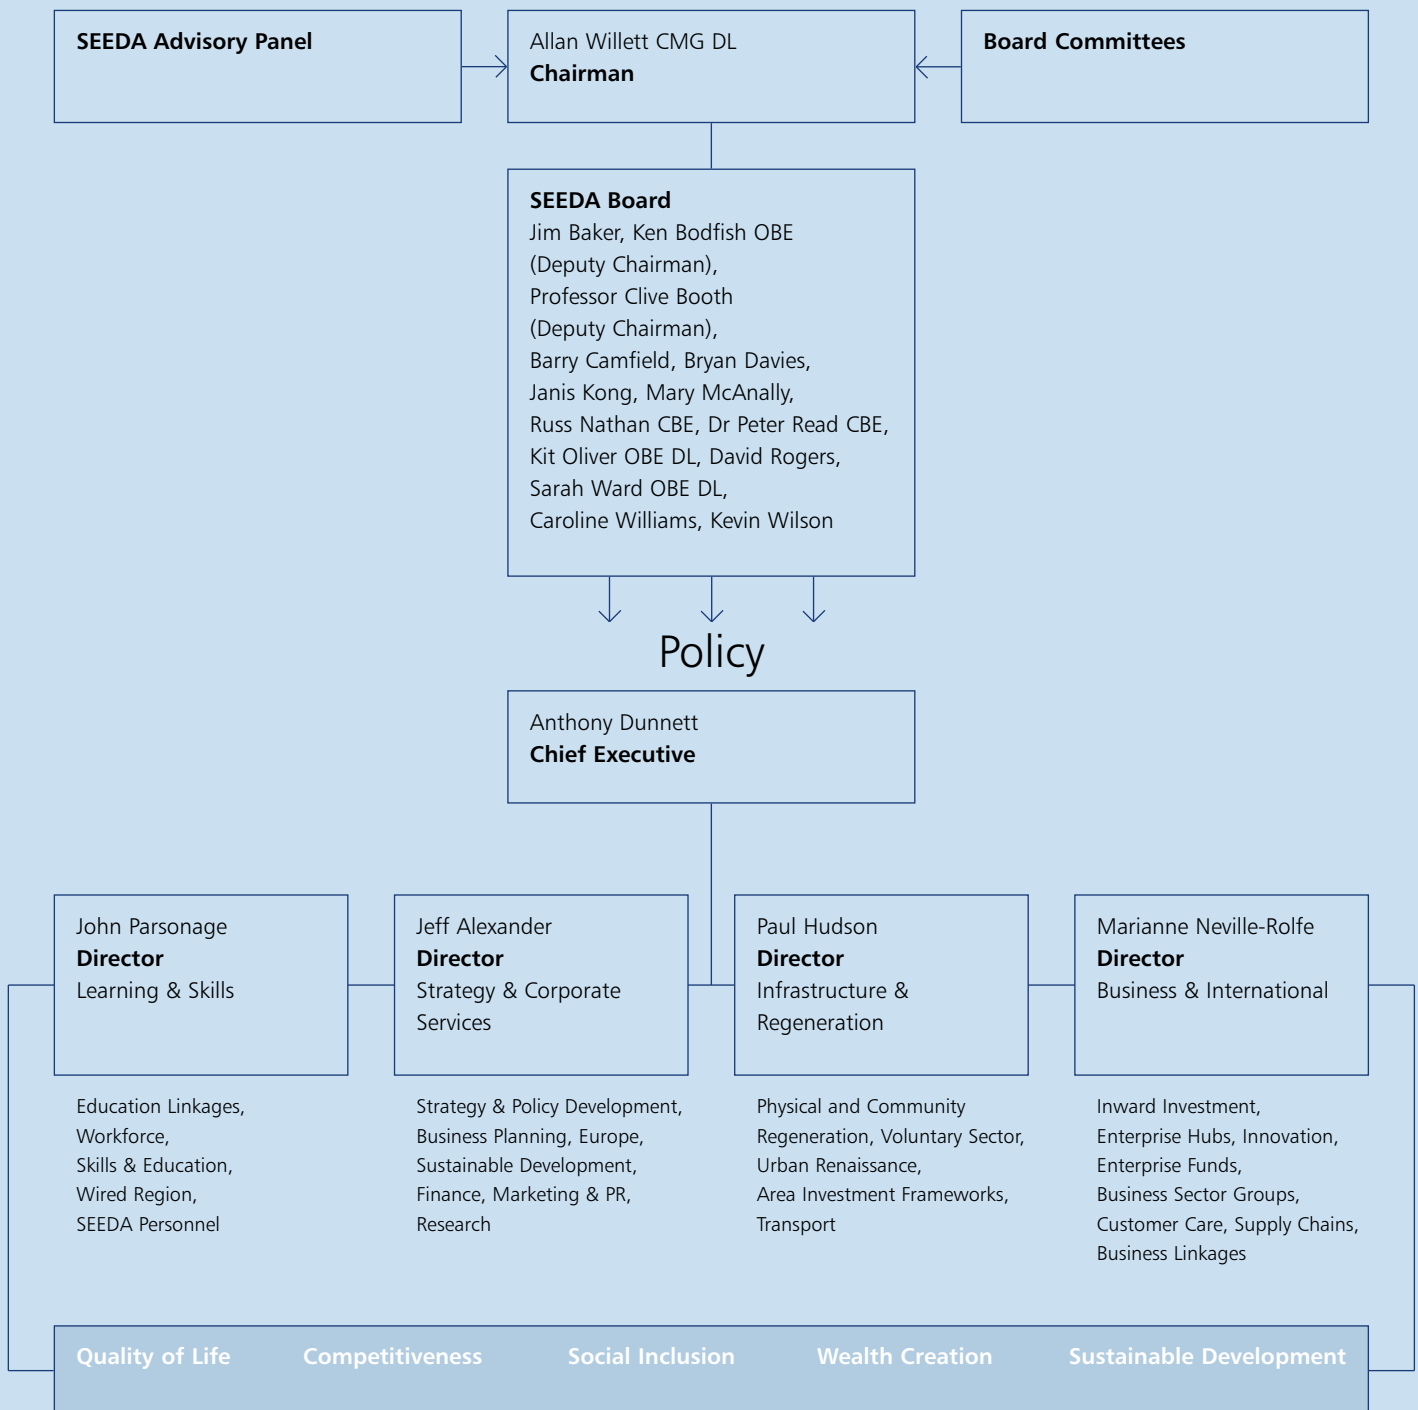 SEEDA Advisory Panel
Allan Willett CMG DL
Chairman
Board Committees
SEEDA Board
Jim Baker, Ken Bodfish OBE
(Deputy Chairman),
Professor Clive Booth
(Deputy Chairman),
Barry Camfield, Bryan Davies,
Janis Kong, Mary McAnally,
Russ Nathan CBE, Dr Peter Read CBE,
Kit Oliver OBE DL, David Rogers,
Sarah Ward OBE DL,
Caroline Williams, Kevin Wilson
Policy
Anthony Dunnett
Chief Executive
John Parsonage
Director
Learning & Skills
Education Linkages,
Workforce,
Skills & Education,
Wired Region,
SEEDA Personnel
Jeff Alexander
Director
Strategy & Corporate
Services
Strategy & Policy Development,
Business Planning, Europe,
Sustainable Development,
Finance, Marketing & PR,
Research
Paul Hudson
Director
Infrastructure &
Regeneration
Physical and Community
Regeneration, Voluntary Sector,
Urban Renaissance,
Area Investment Frameworks,
Transport
Marianne Neville-Rolfe
Director
Business & International
Inward Investment,
Enterprise Hubs, Innovation,
Enterprise Funds,
Business Sector Groups,
Customer Care, Supply Chains,
Business Linkages
Quality of Life Competitiveness Social Inclusion Wealth Creation Sustainable Development